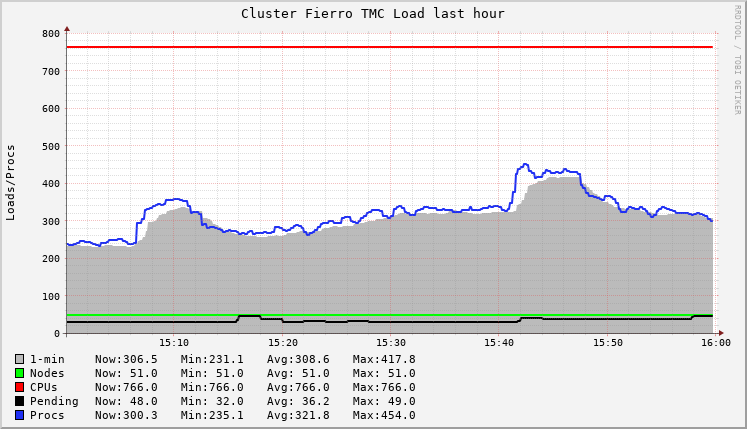 Cluster Fierro TMC Load last hour
RRDTOOL / TOBI OETIKER
Loads/Procs
800
700
600
500
400
300
200
100
0
15:10 15:20 15:30 15:40 15:50 16:00
1-min Now:306.5 Min:231.1 Avg:308.6 Max:417.8
Nodes Now: 51.0 Min: 51.0 Avg: 51.0 Max: 51.0
CPUs Now:766.0 Min:766.0 Avg:766.0 Max:766.0
Pending Now: 48.0 Min: 32.0 Avg: 36.2 Max: 49.0
Procs Now:300.3 Min:235.1 Avg:321.8 Max:454.0